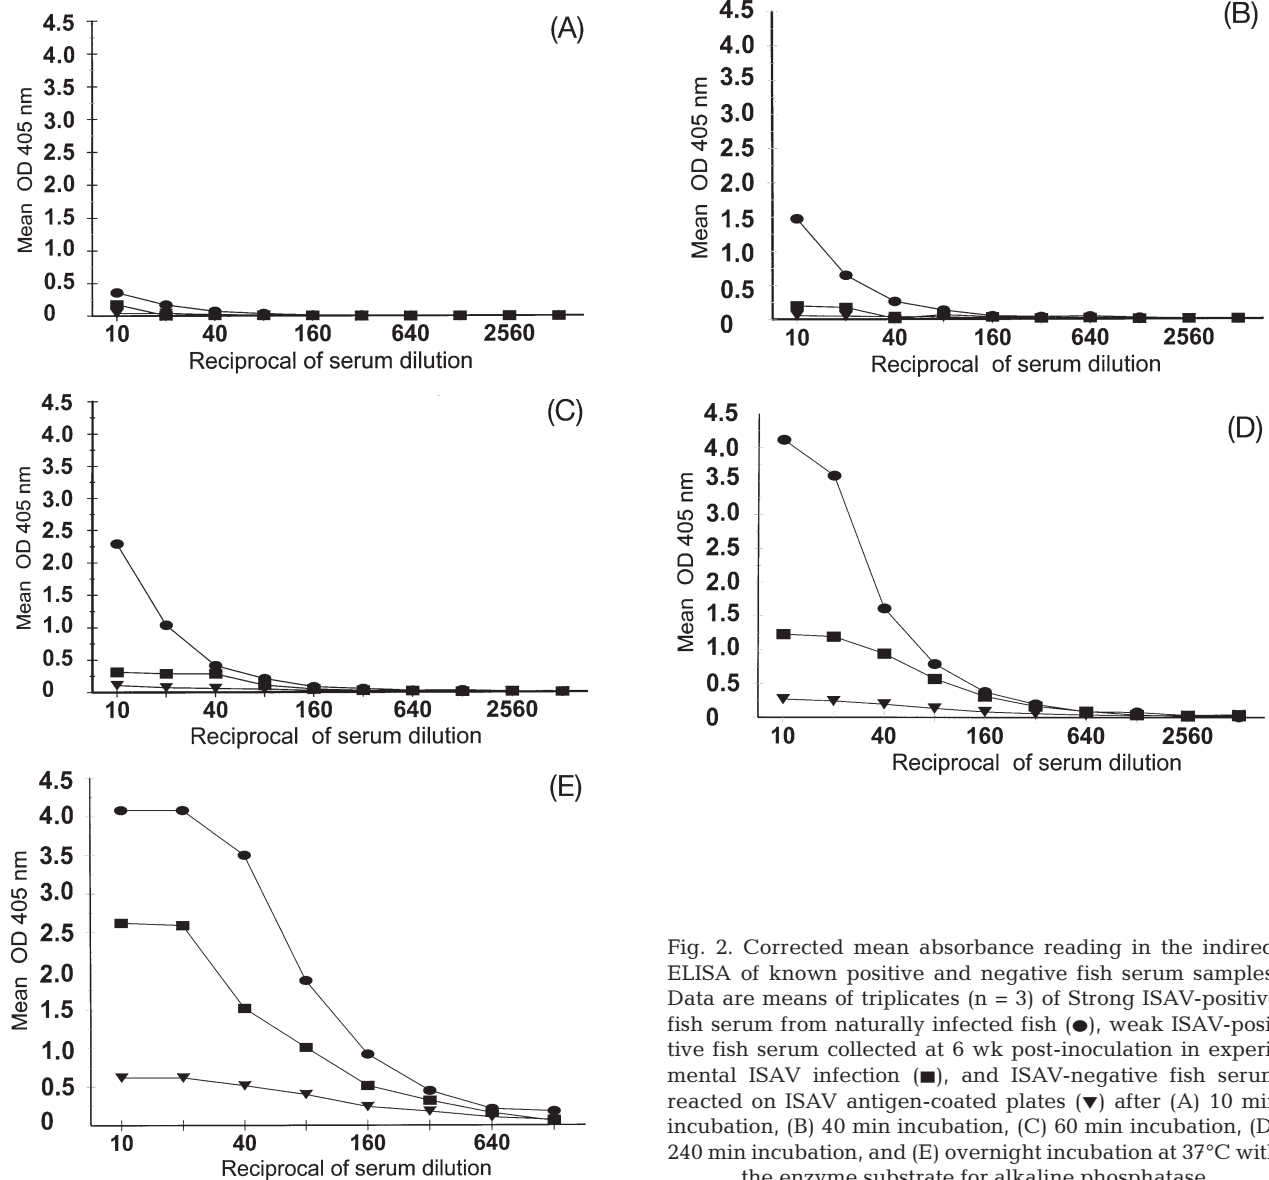 (A)
4.5
4.0
3.5
3.0
2.5
2.0
1.5
1.0
0.5
0
Mean OD 405 nm
10 40 160 640 2560
Reciprocal of serum dilution
(B)
4.5
4.0
3.5
3.0
2.5
2.0
1.5
1.0
0.5
0
Mean OD 405 nm
10 40 160 640 2560
Reciprocal of serum dilution
(C)
4.5
4.0
3.5
3.0
2.5
2.0
1.5
1.0
0.5
0
Mean OD 405 nm
10 40 160 640 2560
Reciprocal of serum dilution
(D)
4.5
4.0
3.5
3.0
2.5
2.0
1.5
1.0
0.5
0
Mean OD 405 nm
10 40 160 640 2560
Reciprocal of serum dilution
(E)
4.5
4.0
3.5
3.0
2.5
2.0
1.5
1.0
0.5
0
Mean OD 405 nm
10 40 160 640
Reciprocal of serum dilution
Fig. 2. Corrected mean absorbance reading in the indirec
ELISA of known positive and negative fish serum samples
Data are means of triplicates (n = 3) of Strong ISAV-positive
fish serum from naturally infected fish (●), weak ISAV-posi
tive fish serum collected at 6 wk post-inoculation in experi
mental ISAV infection (■), and ISAV-negative fish serum
reacted on ISAV antigen-coated plates (▼) after (A) 10 min
incubation, (B) 40 min incubation, (C) 60 min incubation, (D
240 min incubation, and (E) overnight incubation at 37°C with
the enzyme substrate for alkaline phosphatase